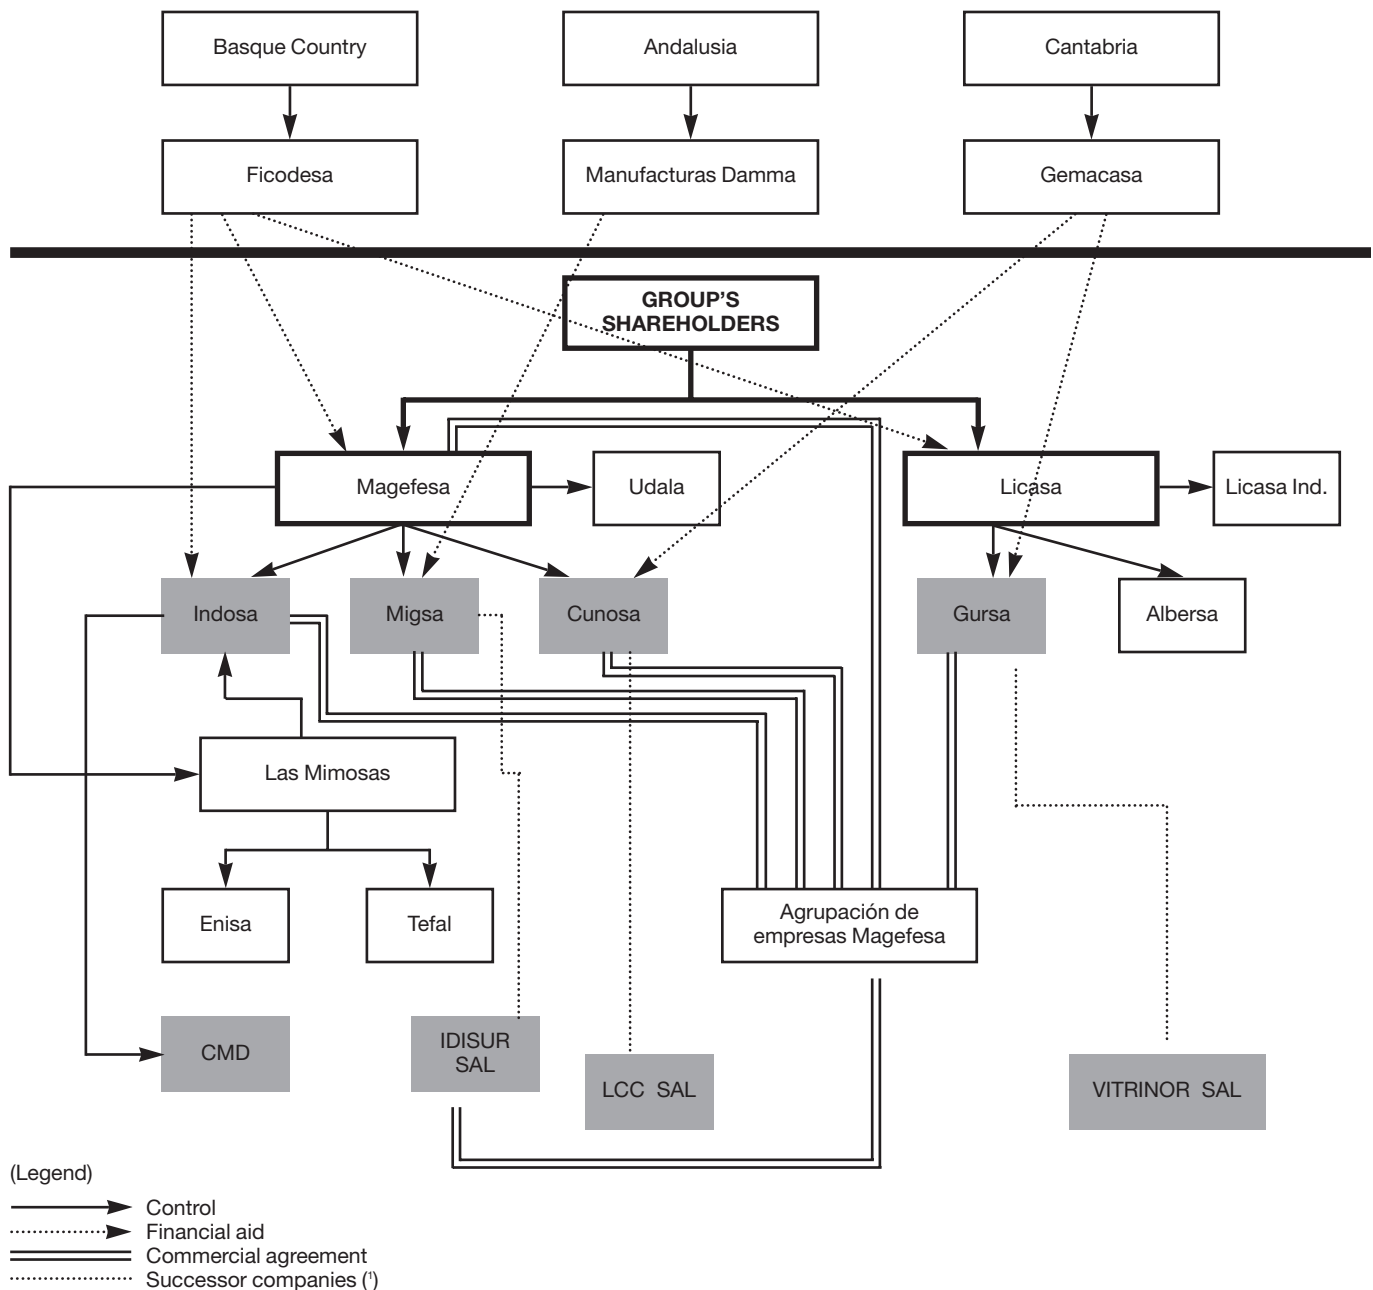 Basque Country
Andalusia
Cantabria
Ficodesa
Manufacturas Damma
Gemacasa
GROUP'S
SHAREHOLDERS
Magefesa
Udala
Licasa
Licasa Ind.
Indosa
Migsa
Cunosa
Gursa
Albersa
Las Mimosas
Enisa
Tefal
Agrupación de
empresas Magefesa
CMD
IDISUR
SAL
LCC SAL
VITRINOR SAL
(Legend)
Control
Financial aid
Commercial agreement
Successor companies (¹)